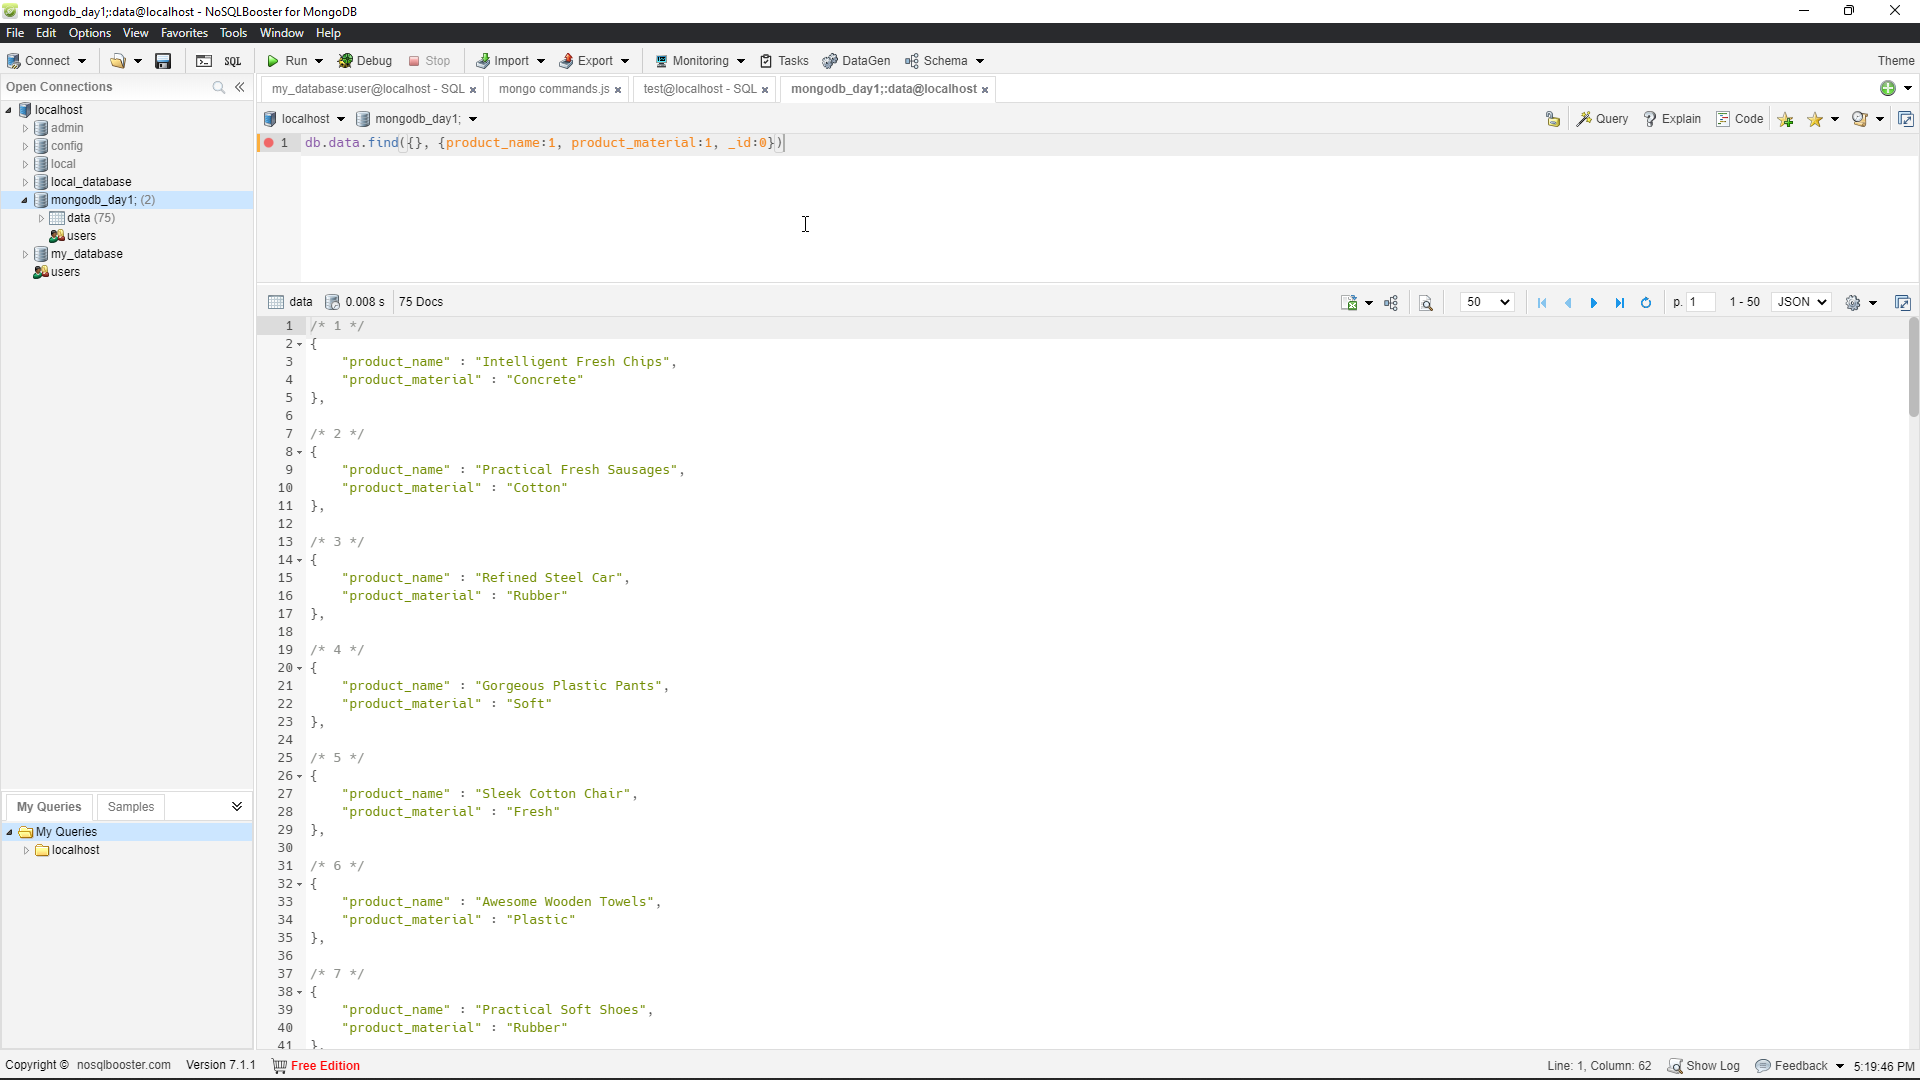 mongodb_day1;:data@localhost - NoSQLBooster for MongoDB
File Edit Options View Favorites Tools Window Help
Connect SQL Run Debug Stop Import Export Monitoring Tasks DataGen Schema Theme
Open Connections
my_database:user@localhost - SQL mongo commands.js test@localhost - SQL mongodb_day1;:data@localhost
localhost mongodb_day1; Query Explain Code
1 db.data.find({}, {product_name:1, product_material:1, _id:0})
localhost
admin
config
local
local_database
mongodb_day1; (2)
data (75)
users
my_database
users
data 0.008 s 75 Docs 50 p. 1 1 - 50 JSON
1 /* 1 */
2 {
3 "product_name" : "Intelligent Fresh Chips",
4 "product_material" : "Concrete"
5 },
6
7 /* 2 */
8 {
9 "product_name" : "Practical Fresh Sausages",
10 "product_material" : "Cotton"
11 },
12
13 /* 3 */
14 {
15 "product_name" : "Refined Steel Car",
16 "product_material" : "Rubber"
17 },
18
19 /* 4 */
20 {
21 "product_name" : "Gorgeous Plastic Pants",
22 "product_material" : "Soft"
23 },
24
25 /* 5 */
26 {
27 "product_name" : "Sleek Cotton Chair",
28 "product_material" : "Fresh"
29 },
30
31 /* 6 */
32 {
33 "product_name" : "Awesome Wooden Towels",
34 "product_material" : "Plastic"
35 },
36
37 /* 7 */
38 {
39 "product_name" : "Practical Soft Shoes",
40 "product_material" : "Rubber"
41 },
My Queries Samples
My Queries
localhost
Copyright © nosqlbooster.com Version 7.1.1 Free Edition Line: 1, Column: 62 Show Log Feedback 5:19:46 PM